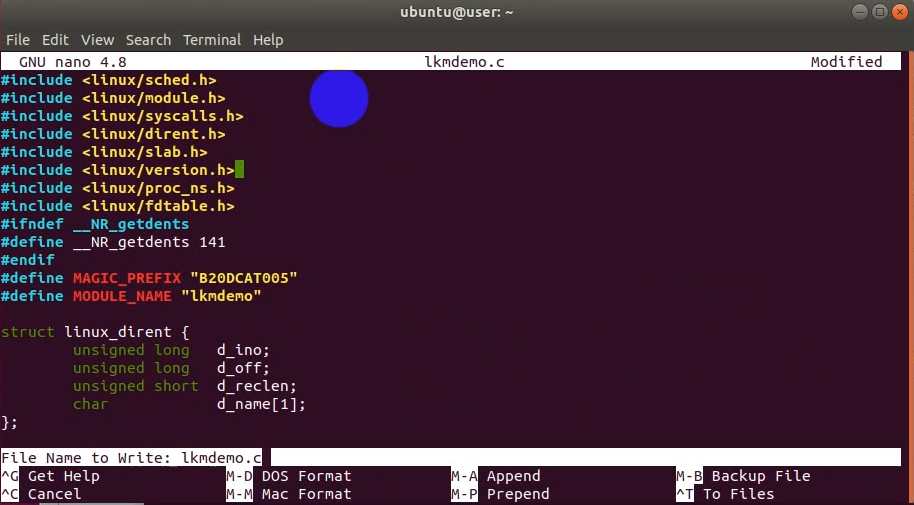 ubuntu@user: ~
File Edit View Search Terminal Help
GNU nano 4.8 lkmdemo.c Modified
#include <linux/sched.h>
#include <linux/module.h>
#include <linux/syscalls.h>
#include <linux/dirent.h>
#include <linux/slab.h>
#include <linux/version.h>
#include <linux/proc_ns.h>
#include <linux/fdtable.h>
#ifndef __NR_getdents
#define __NR_getdents 141
#endif
#define MAGIC_PREFIX "B20DCAT005"
#define MODULE_NAME "lkmdemo"
struct linux_dirent {
        unsigned long   d_ino;
        unsigned long   d_off;
        unsigned short  d_reclen;
        char            d_name[1];
};
File Name to Write: lkmdemo.c
^G Get Help M-D DOS Format M-A Append M-B Backup File
^C Cancel M-M Mac Format M-P Prepend ^T To Files